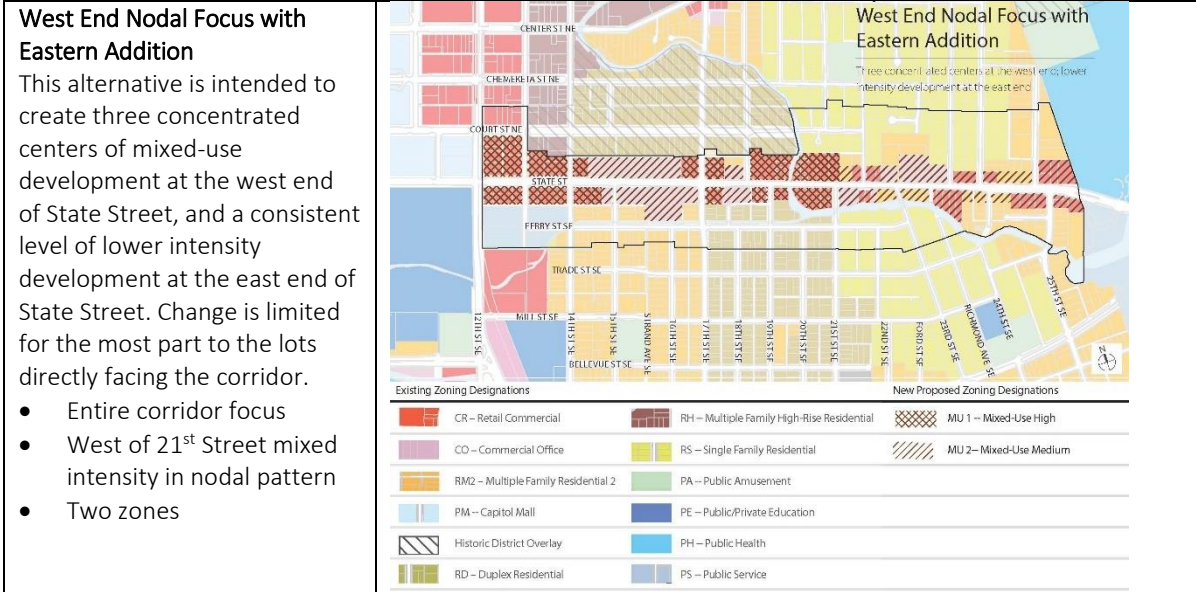 West End Nodal Focus with
Eastern Addition
This alternative is intended to
create three concentrated
centers of mixed-use
development at the west end
of State Street, and a consistent
level of lower intensity
development at the east end of
State Street. Change is limited
for the most part to the lots
directly facing the corridor.
• Entire corridor focus
• West of 21st Street mixed
intensity in nodal pattern
• Two zones
West End Nodal Focus with
Eastern Addition
Three concentrated centers at the west end; lower
intensity development at the east end
CENTER ST NE
CHEMEKETA ST NE
COURT ST NE
STATE ST
FERRY ST SE
TRADE ST SE
MILL ST SE
BELLEVUE ST SE
12TH ST SE
14TH ST SE
15TH ST SE
STRAND AVE SE
16TH ST SE
17TH ST SE
18TH ST SE
19TH ST SE
20TH ST SE
21ST ST SE
22ND ST SE
23RD ST SE
RICHMOND AVE SE
24TH ST SE
25TH ST SE
N
Existing Zoning Designations
New Proposed Zoning Designations
CR – Retail Commercial
RH – Multiple Family High-Rise Residential
MU 1 -- Mixed-Use High
CO – Commercial Office
RS – Single Family Residential
MU 2 – Mixed-Use Medium
RM2 – Multiple Family Residential 2
PA – Public Amusement
PM -- Capitol Mall
PE – Public/Private Education
Historic District Overlay
PH – Public Health
RD – Duplex Residential
PS – Public Service